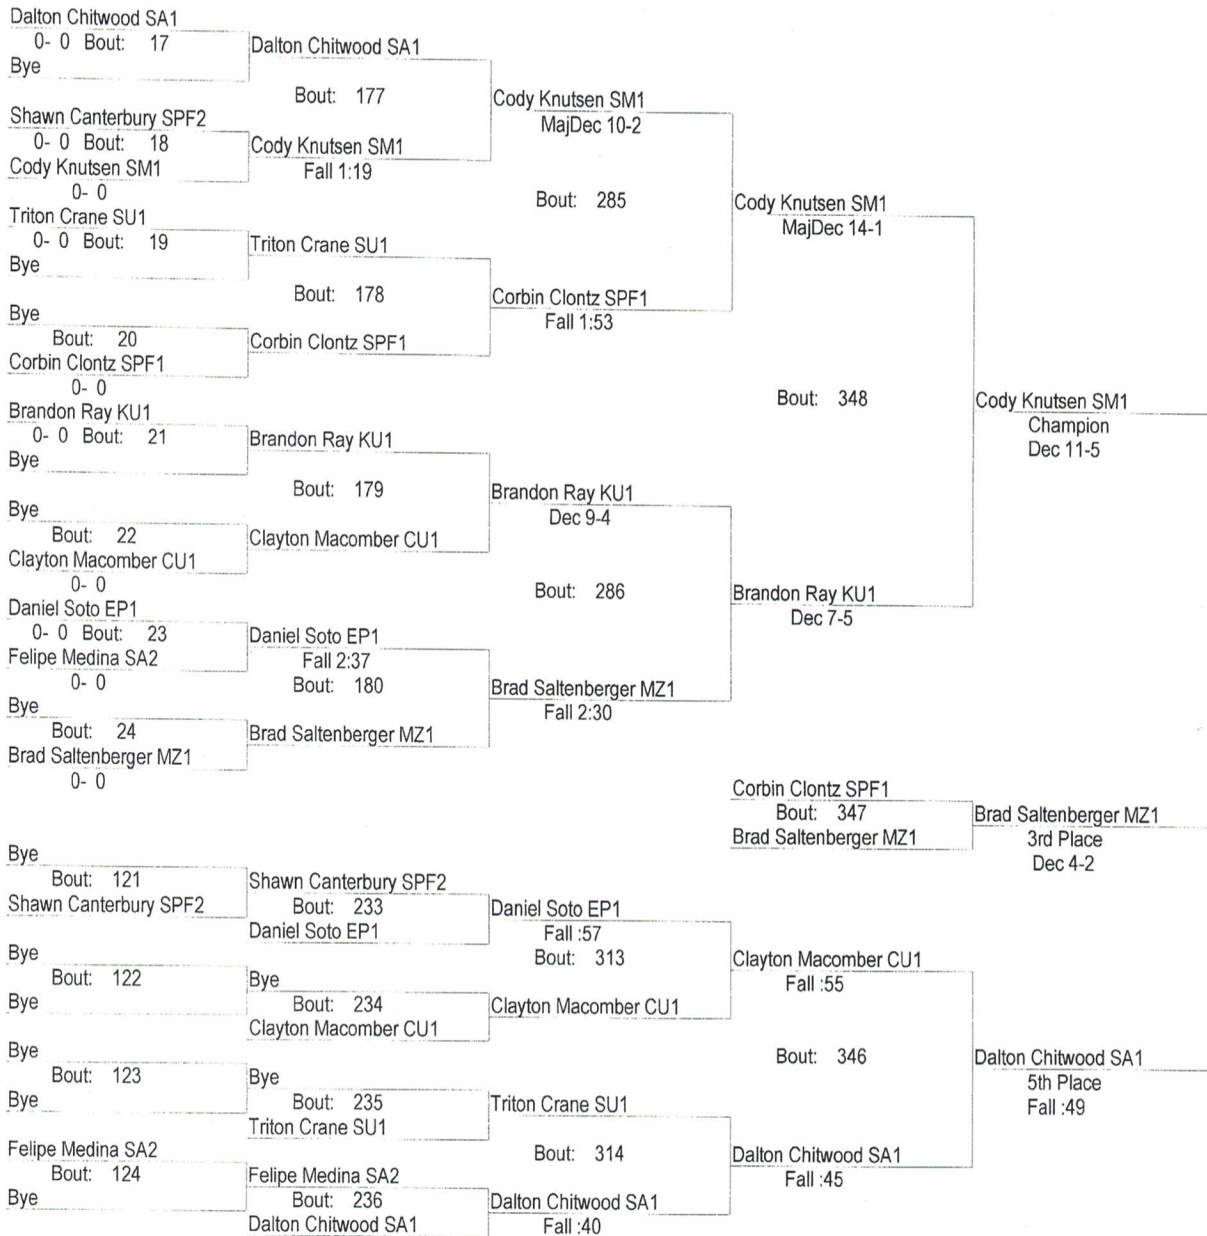 Dalton Chitwood SA1
0- 0 Bout: 17
Bye
Dalton Chitwood SA1
Bout: 177
Shawn Canterbury SPF2
0- 0 Bout: 18
Cody Knutsen SM1
0- 0
Cody Knutsen SM1
Fall 1:19
Cody Knutsen SM1
MajDec 10-2
Bout: 285
Triton Crane SU1
0- 0 Bout: 19
Bye
Triton Crane SU1
Bout: 178
Bye
Bout: 20
Corbin Clontz SPF1
0- 0
Corbin Clontz SPF1
Corbin Clontz SPF1
Fall 1:53
Cody Knutsen SM1
MajDec 14-1
Bout: 348
Brandon Ray KU1
0- 0 Bout: 21
Bye
Brandon Ray KU1
Bout: 179
Bye
Bout: 22
Clayton Macomber CU1
0- 0
Clayton Macomber CU1
Brandon Ray KU1
Dec 9-4
Bout: 286
Daniel Soto EP1
0- 0 Bout: 23
Felipe Medina SA2
0- 0
Daniel Soto EP1
Fall 2:37
Bout: 180
Bye
Bout: 24
Brad Saltenberger MZ1
0- 0
Brad Saltenberger MZ1
Brad Saltenberger MZ1
Fall 2:30
Brandon Ray KU1
Dec 7-5
Cody Knutsen SM1
Champion
Dec 11-5
Corbin Clontz SPF1
Bout: 347
Brad Saltenberger MZ1
Brad Saltenberger MZ1
3rd Place
Dec 4-2
Bye
Bout: 121
Shawn Canterbury SPF2
Shawn Canterbury SPF2
Bout: 233
Daniel Soto EP1
Daniel Soto EP1
Fall :57
Bout: 313
Bye
Bout: 122
Bye
Bye
Bout: 234
Clayton Macomber CU1
Clayton Macomber CU1
Clayton Macomber CU1
Fall :55
Bout: 346
Bye
Bout: 123
Bye
Bye
Bout: 235
Triton Crane SU1
Triton Crane SU1
Bout: 314
Felipe Medina SA2
Bout: 124
Bye
Felipe Medina SA2
Bout: 236
Dalton Chitwood SA1
Dalton Chitwood SA1
Fall :40
Dalton Chitwood SA1
Fall :45
Dalton Chitwood SA1
5th Place
Fall :49